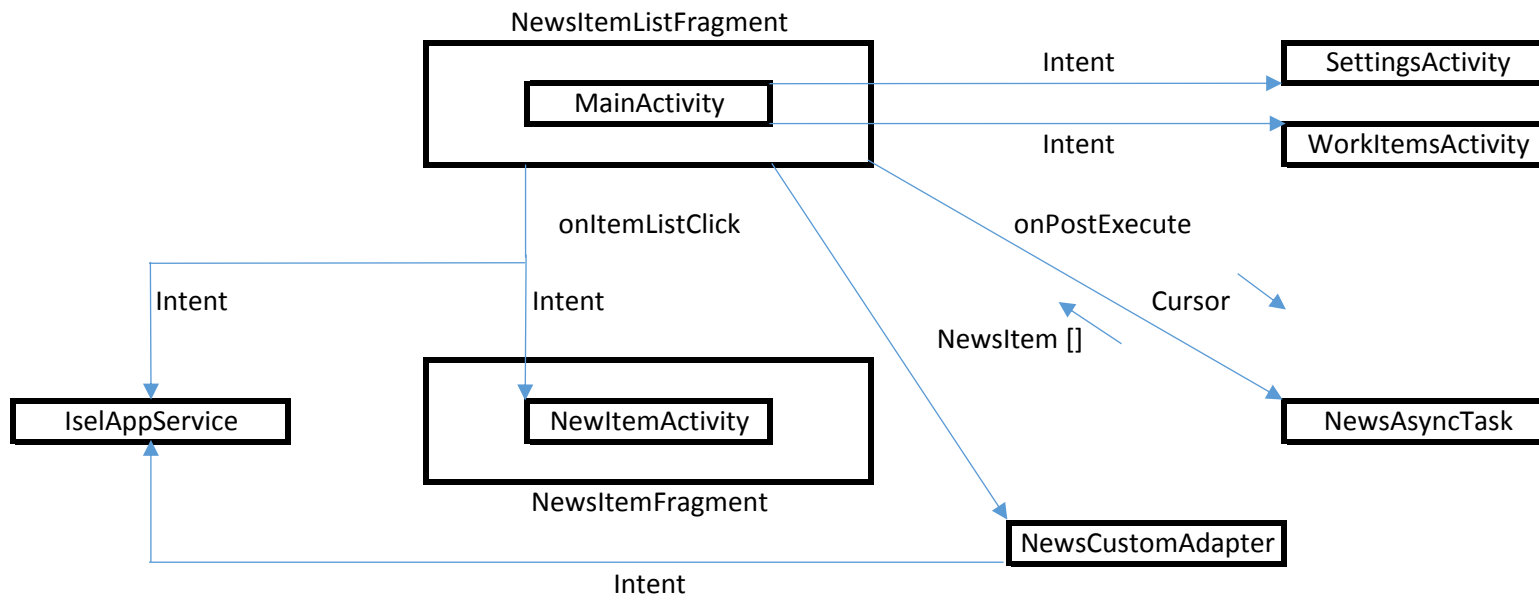 NewsItemListFragment
Intent
SettingsActivity
MainActivity
Intent
WorkItemsActivity
onItemListClick
onPostExecute
Intent
Intent
Cursor
NewsItem []
IselAppService
NewItemActivity
NewsAsyncTask
NewsItemFragment
NewsCustomAdapter
Intent